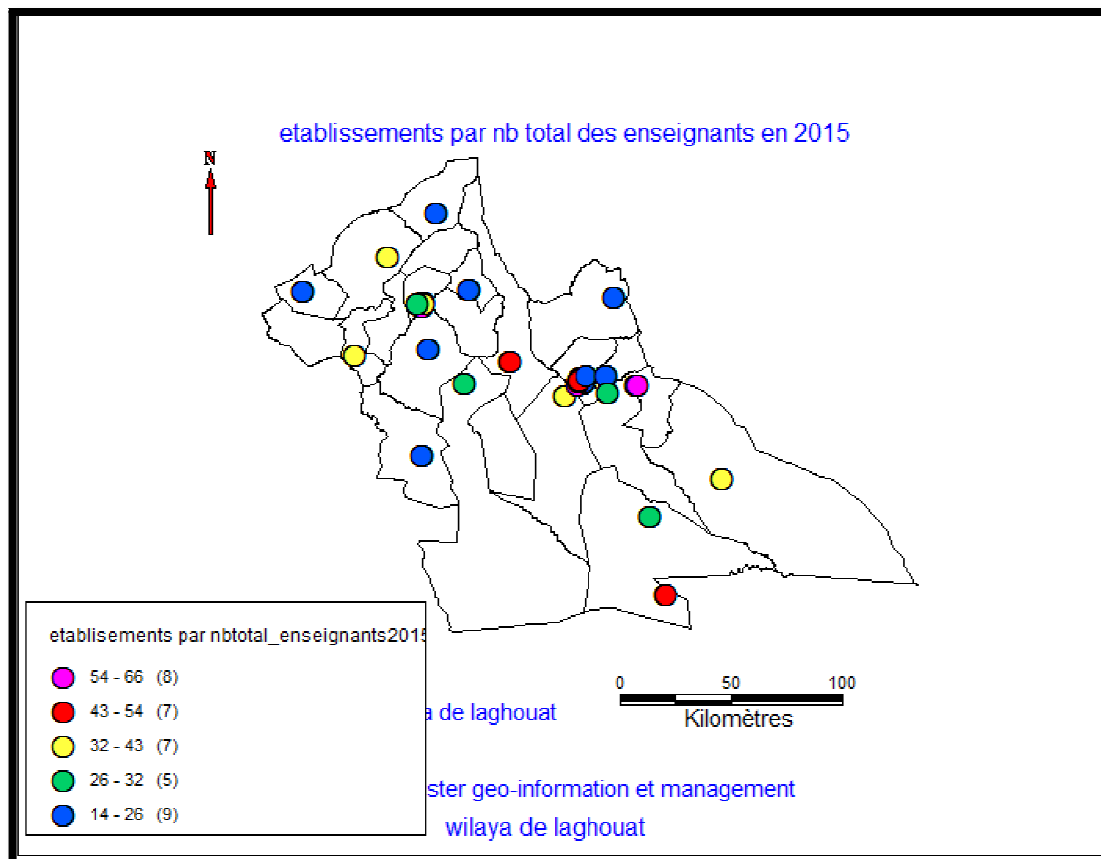 etablissements par nb total des enseignants en 2015
N
etablisements par nbtotal_enseignants2015
54 - 66 (8)
43 - 54 (7)
32 - 43 (7)
26 - 32 (5)
14 - 26 (9)
0 50 100
Kilomètres
de laghouat
geo-information et management
wilaya de laghouat